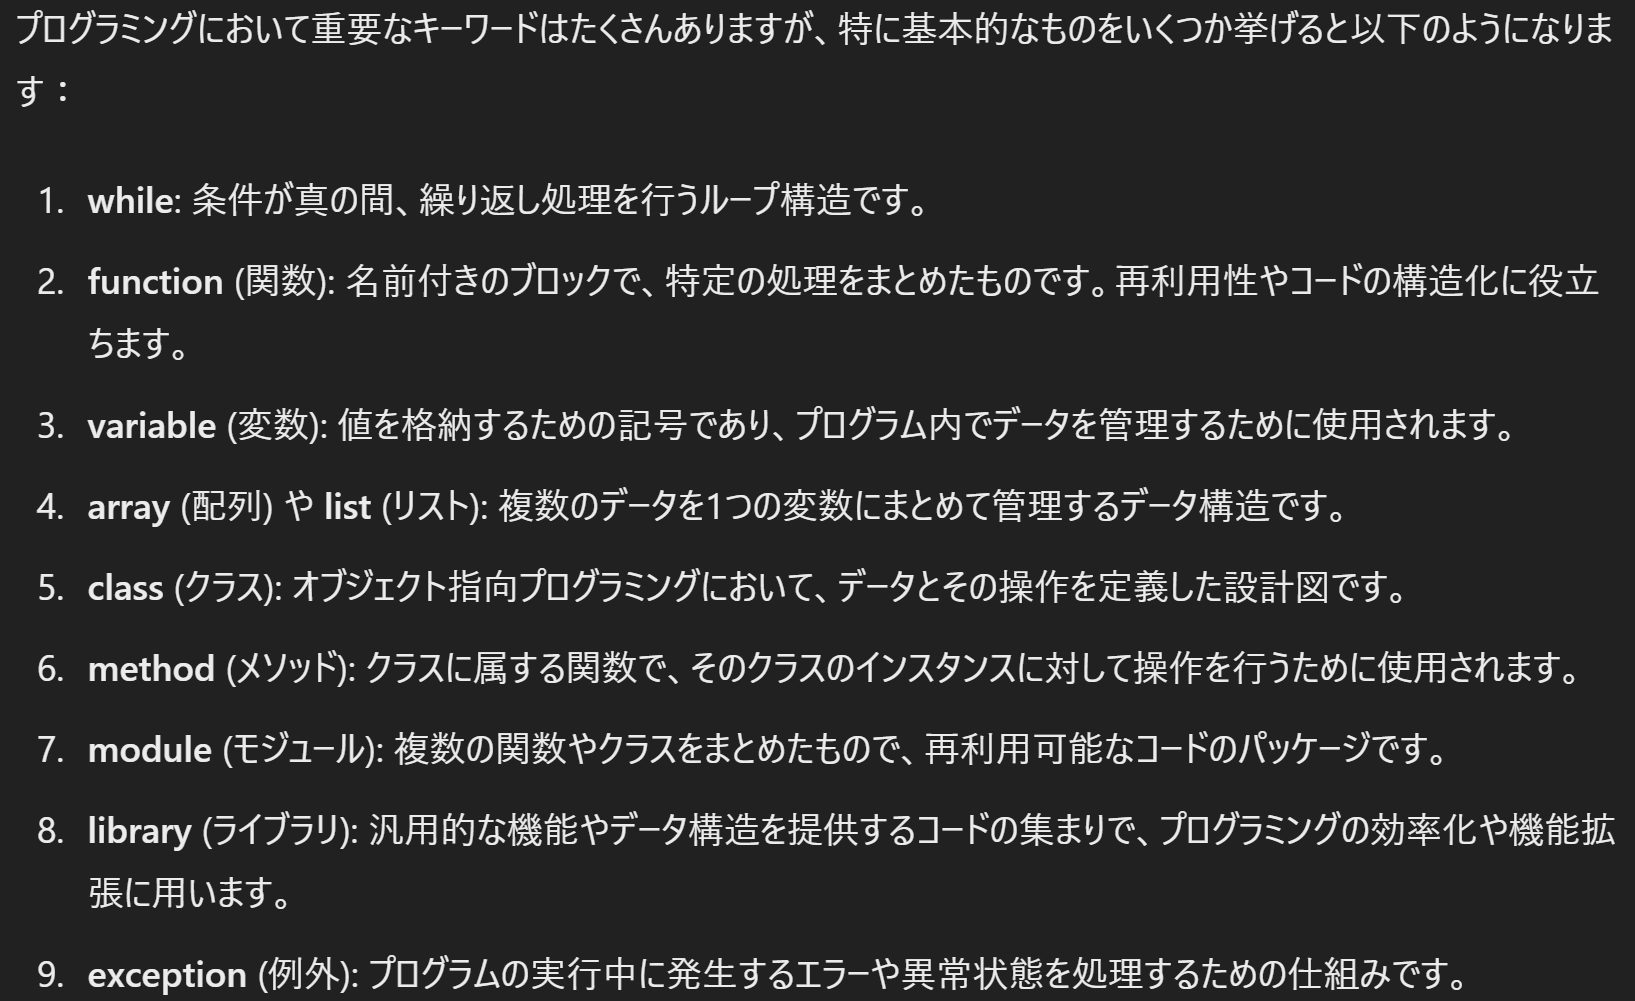 プログラミングにおいて重要なキーワードはたくさんありますが、特に基本的なものをいくつか挙げると以下のようになりま
す：
1. while: 条件が真の間、繰り返し処理を行うループ構造です。
2. function (関数): 名前付きのブロックで、特定の処理をまとめたものです。再利用性やコードの構造化に役立
ちます。
3. variable (変数): 値を格納するための記号であり、プログラム内でデータを管理するために使用されます。
4. array (配列) や list (リスト): 複数のデータを1つの変数にまとめて管理するデータ構造です。
5. class (クラス): オブジェクト指向プログラミングにおいて、データとその操作を定義した設計図です。
6. method (メソッド): クラスに属する関数で、そのクラスのインスタンスに対して操作を行うために使用されます。
7. module (モジュール): 複数の関数やクラスをまとめたもので、再利用可能なコードのパッケージです。
8. library (ライブラリ): 汎用的な機能やデータ構造を提供するコードの集まりで、プログラミングの効率化や機能拡
張に用います。
9. exception (例外): プログラムの実行中に発生するエラーや異常状態を処理するための仕組みです。